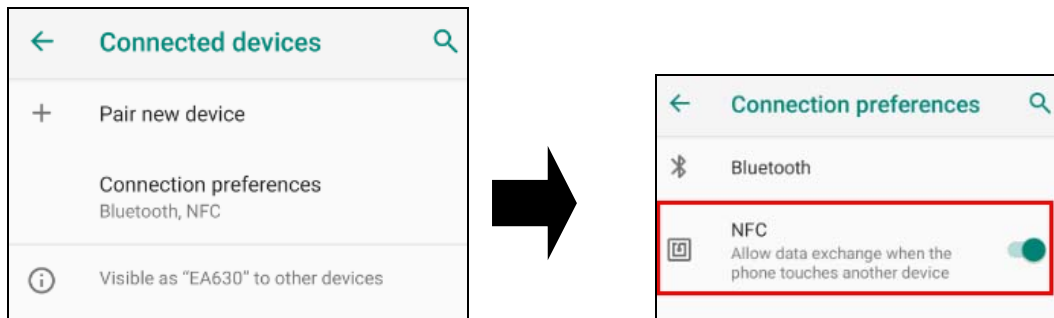 Connected devices
Pair new device
Connection preferences
Bluetooth, NFC
Visible as “EA630” to other devices
Connection preferences
Bluetooth
NFC
Allow data exchange when the
phone touches another device